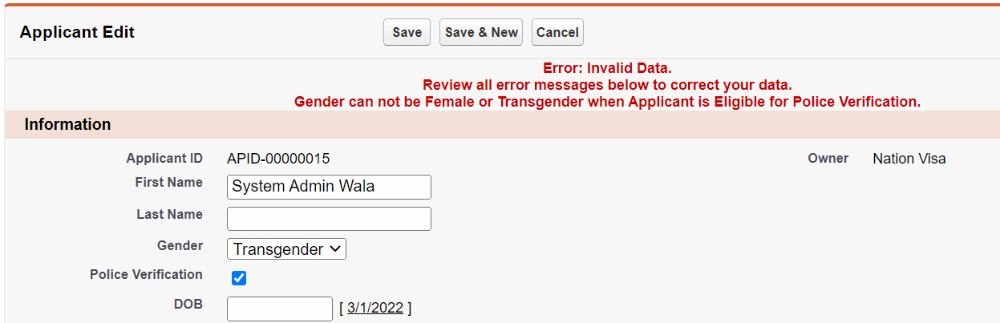 Applicant Edit Save Save & New Cancel
Error: Invalid Data.
Review all error messages below to correct your data.
Gender can not be Female or Transgender when Applicant is Eligible for Police Verification.
Information
Applicant ID APID-00000015 Owner Nation Visa
First Name System Admin Wala
Last Name
Gender Transgender
Police Verification
DOB [ 3/1/2022 ]